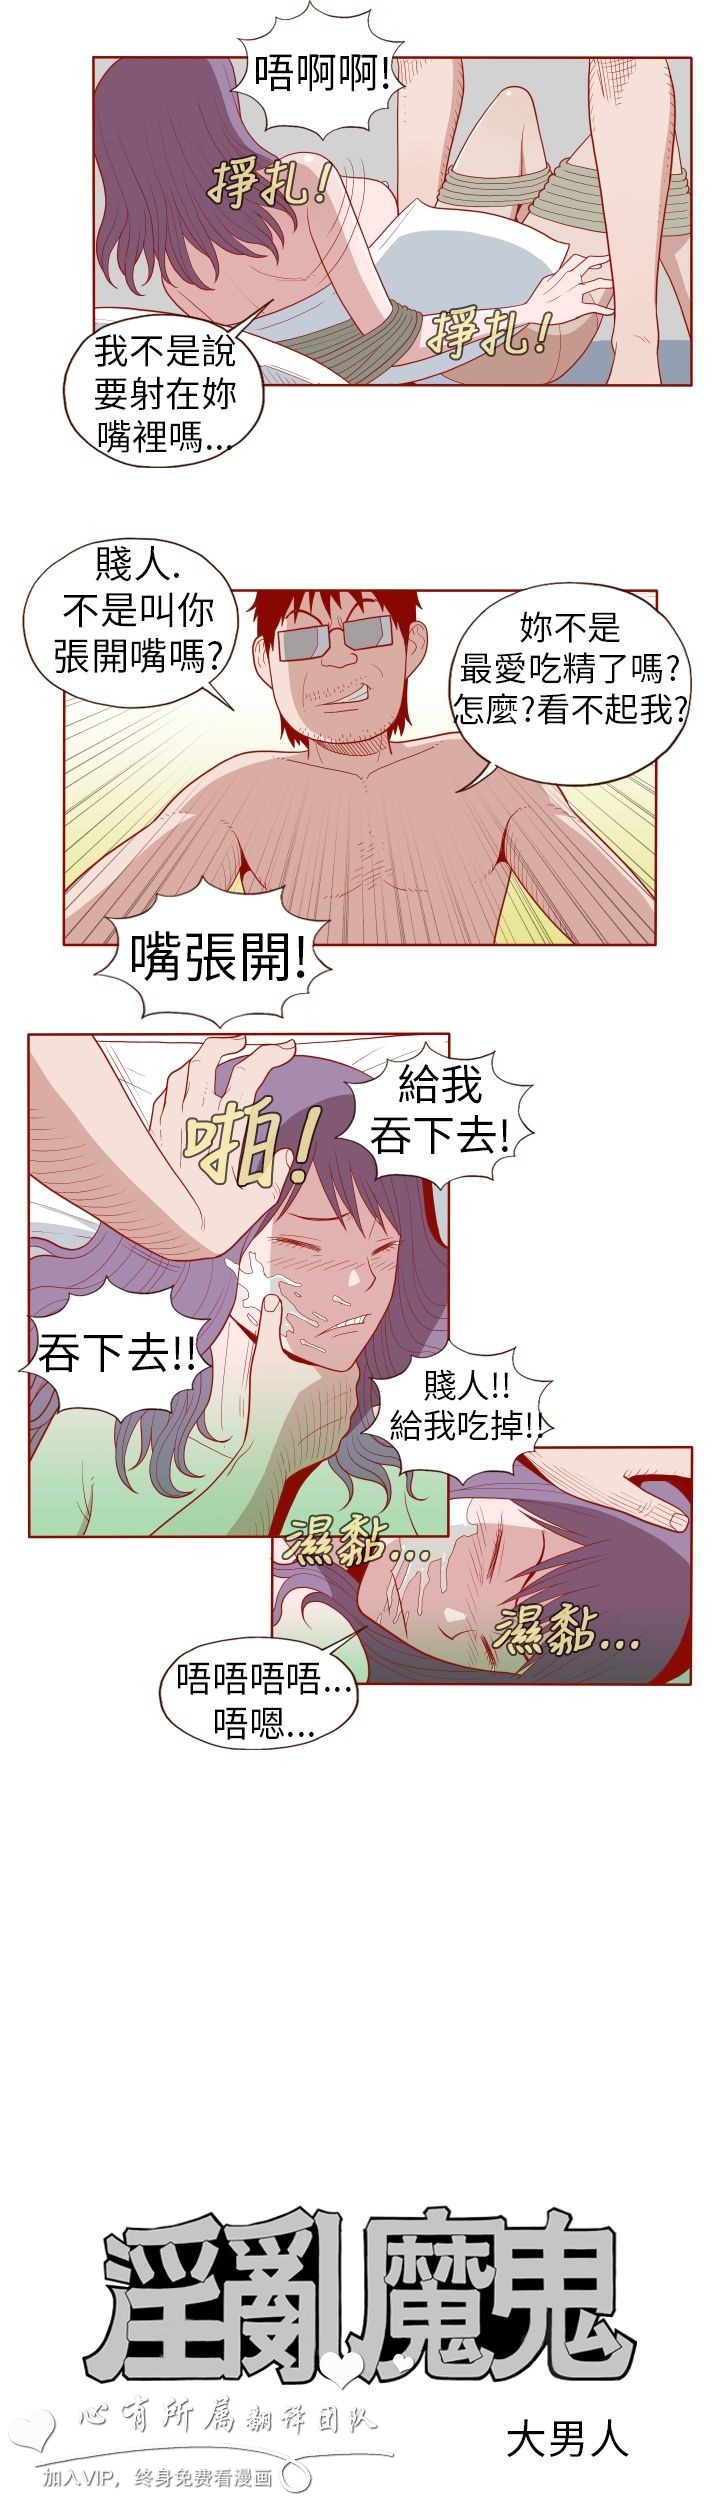 唔啊啊!
掙扎!
掙扎!
我不是說
要射在妳
嘴裡嗎...
賤人.
不是叫你
張開嘴嗎?
妳不是
最愛吃精了嗎?
怎麼?看不起我?
嘴張開!
給我
吞下去!
啪!
吞下去!!
賤人!!
給我吃掉!!
濕黏...
濕黏...
唔唔唔唔...
唔嗯...
淫亂魔鬼
心有所属翻译团队
加入VIP，终身免费看漫画
大男人